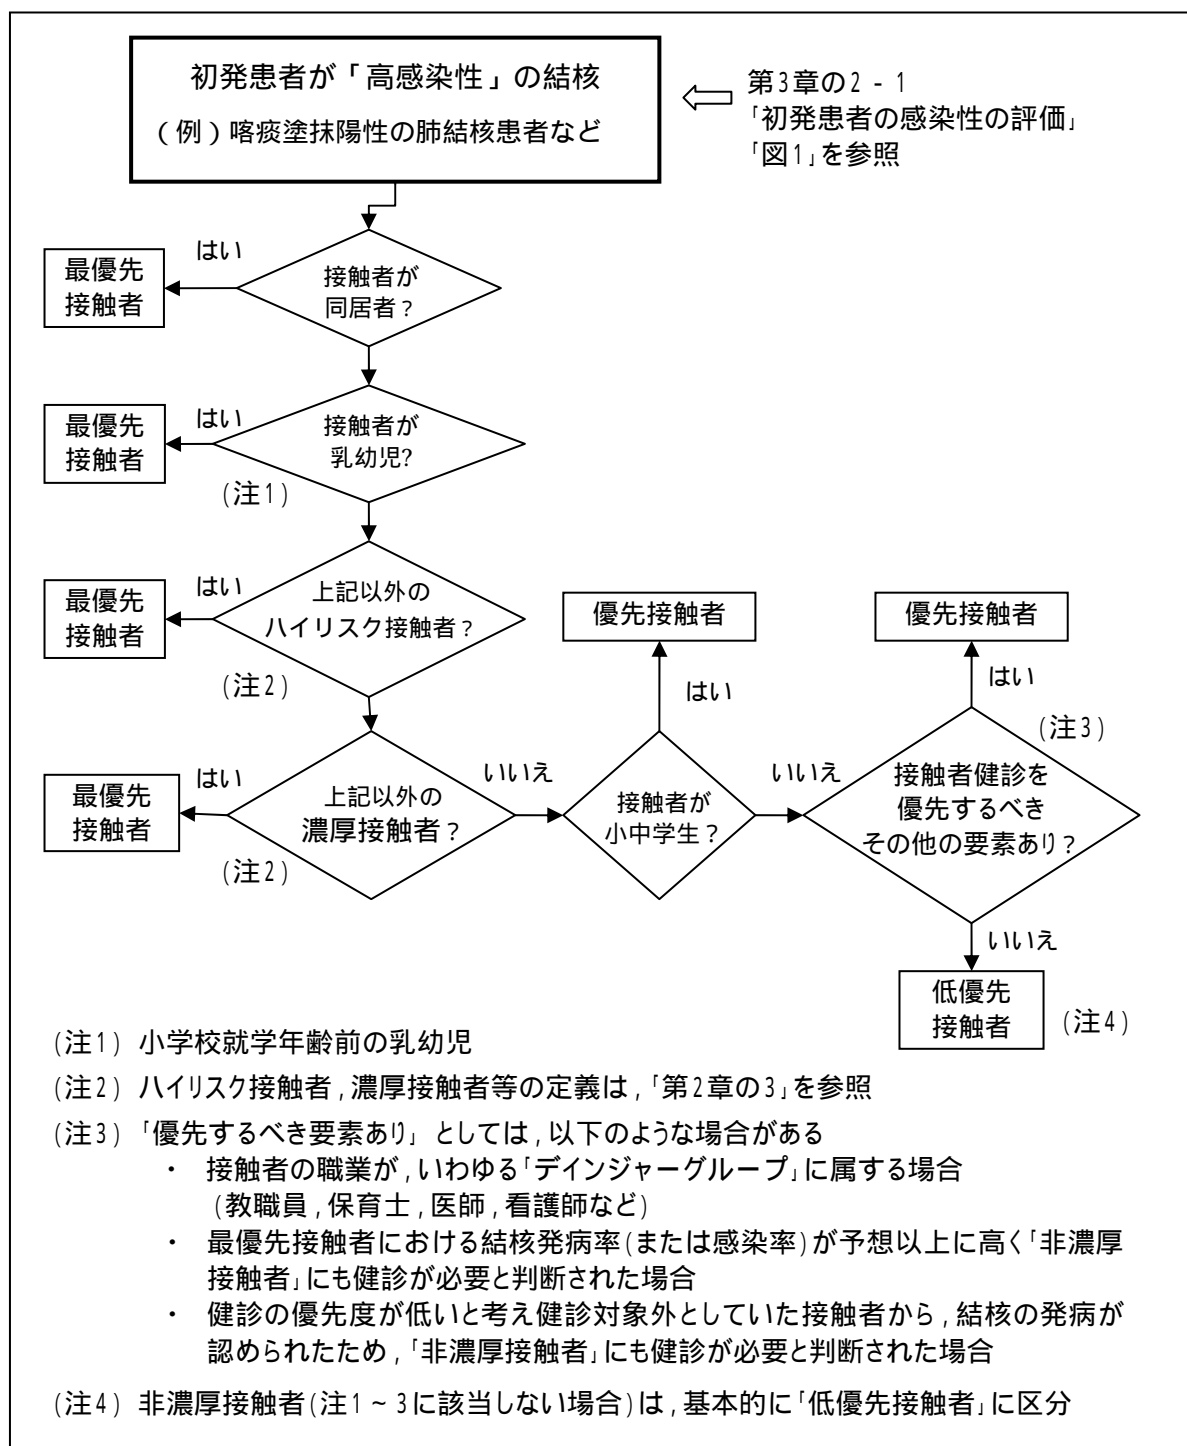 初発患者が「高感染性」の結核
(例)喀痰塗抹陽性の肺結核患者など
第3章の2-1
「初発患者の感染性の評価」
「図1」を参照
はい
最優先
接触者
接触者が
同居者?
はい
最優先
接触者
接触者が
乳幼児?
(注1)
はい
最優先
接触者
上記以外の
ハイリスク接触者?
(注2)
優先接触者
優先接触者
はい
はい
(注3)
はい
最優先
接触者
上記以外の
濃厚接触者?
(注2)
いいえ
接触者が
小中学生?
いいえ
接触者健診を
優先するべき
その他の要素あり?
いいえ
低優先
接触者
(注4)
(注1) 小学校就学年齢前の乳幼児
(注2) ハイリスク接触者,濃厚接触者等の定義は,「第2章の3」を参照
(注3) 「優先するべき要素あり」 としては,以下のような場合がある
・ 接触者の職業が,いわゆる「デインジャーグループ」に属する場合
(教職員,保育士,医師,看護師など)
・ 最優先接触者における結核発病率(または感染率)が予想以上に高く「非濃厚
接触者」にも健診が必要と判断された場合
・ 健診の優先度が低いと考え健診対象外としていた接触者から,結核の発病が
認められたため,「非濃厚接触者」にも健診が必要と判断された場合
(注4) 非濃厚接触者(注1~3に該当しない場合)は,基本的に「低優先接触者」に区分